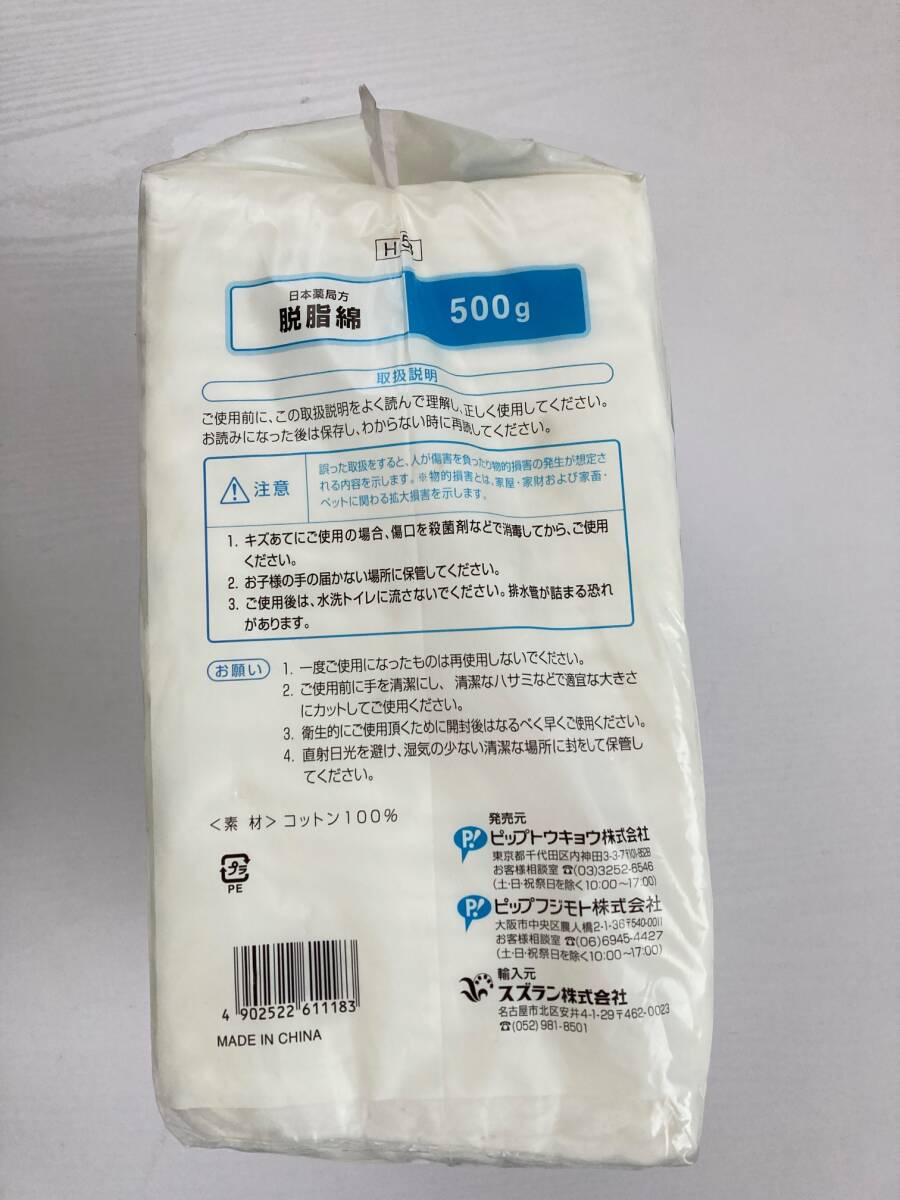 日本薬局方
脱脂綿
500g
取扱説明
ご使用前に、この取扱説明をよく読んで理解し、正しく使用してください。
お読みになった後は保存し、わからない時に再読してください。
注意
誤った取扱をすると、人が傷害を負ったり物的損害の発生が想定さ
れる内容を示します。※物的損害とは、家屋・家財および家畜・
ペットに関わる拡大損害を示します。
1. キズあてにご使用の場合、傷口を殺菌剤などで消毒してから、ご使用
ください。
2. お子様の手の届かない場所に保管してください。
3. ご使用後は、水洗トイレに流さないでください。排水管が詰まる恐れ
があります。
お願い
1. 一度ご使用になったものは再使用しないでください。
2. ご使用前に手を清潔にし、清潔なハサミなどで適宜な大きさ
にカットしてご使用ください。
3. 衛生的にご使用頂くために開封後はなるべく早くご使用ください。
4. 直射日光を避け、湿気の少ない清潔な場所に封をして保管し
てください。
<素 材> コットン100%
プラ
PE
発売元
P! ピップトウキョウ株式会社
東京都千代田区内神田3-3-7〒101-8528
お客様相談室 ☎(03)3252-6546
(土・日・祝祭日を除く10:00～17:00)
P! ピップフジモト株式会社
大阪市中央区農人橋2-1-36〒540-0011
お客様相談室 ☎(06)6945-4427
(土・日・祝祭日を除く10:00～17:00)
輸入元
スズラン株式会社
名古屋市北区安井4-1-29〒462-0023
☎(052)981-8501
4 902522 611183
MADE IN CHINA